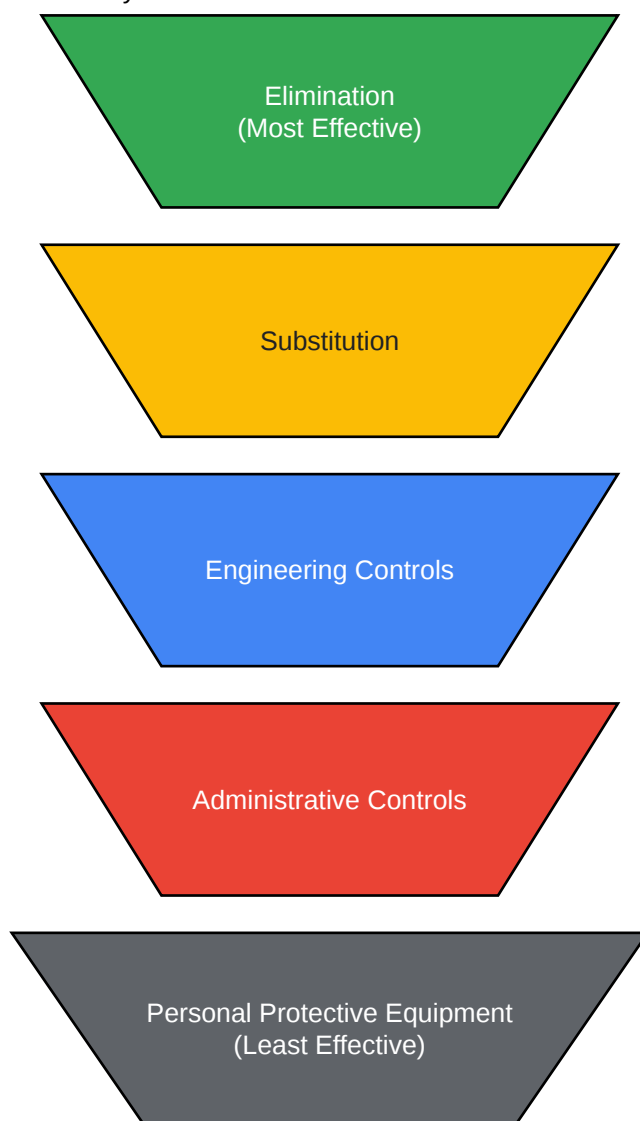 Elimination
(Most Effective)
Substitution
Engineering Controls
Administrative Controls
Personal Protective Equipment
(Least Effective)